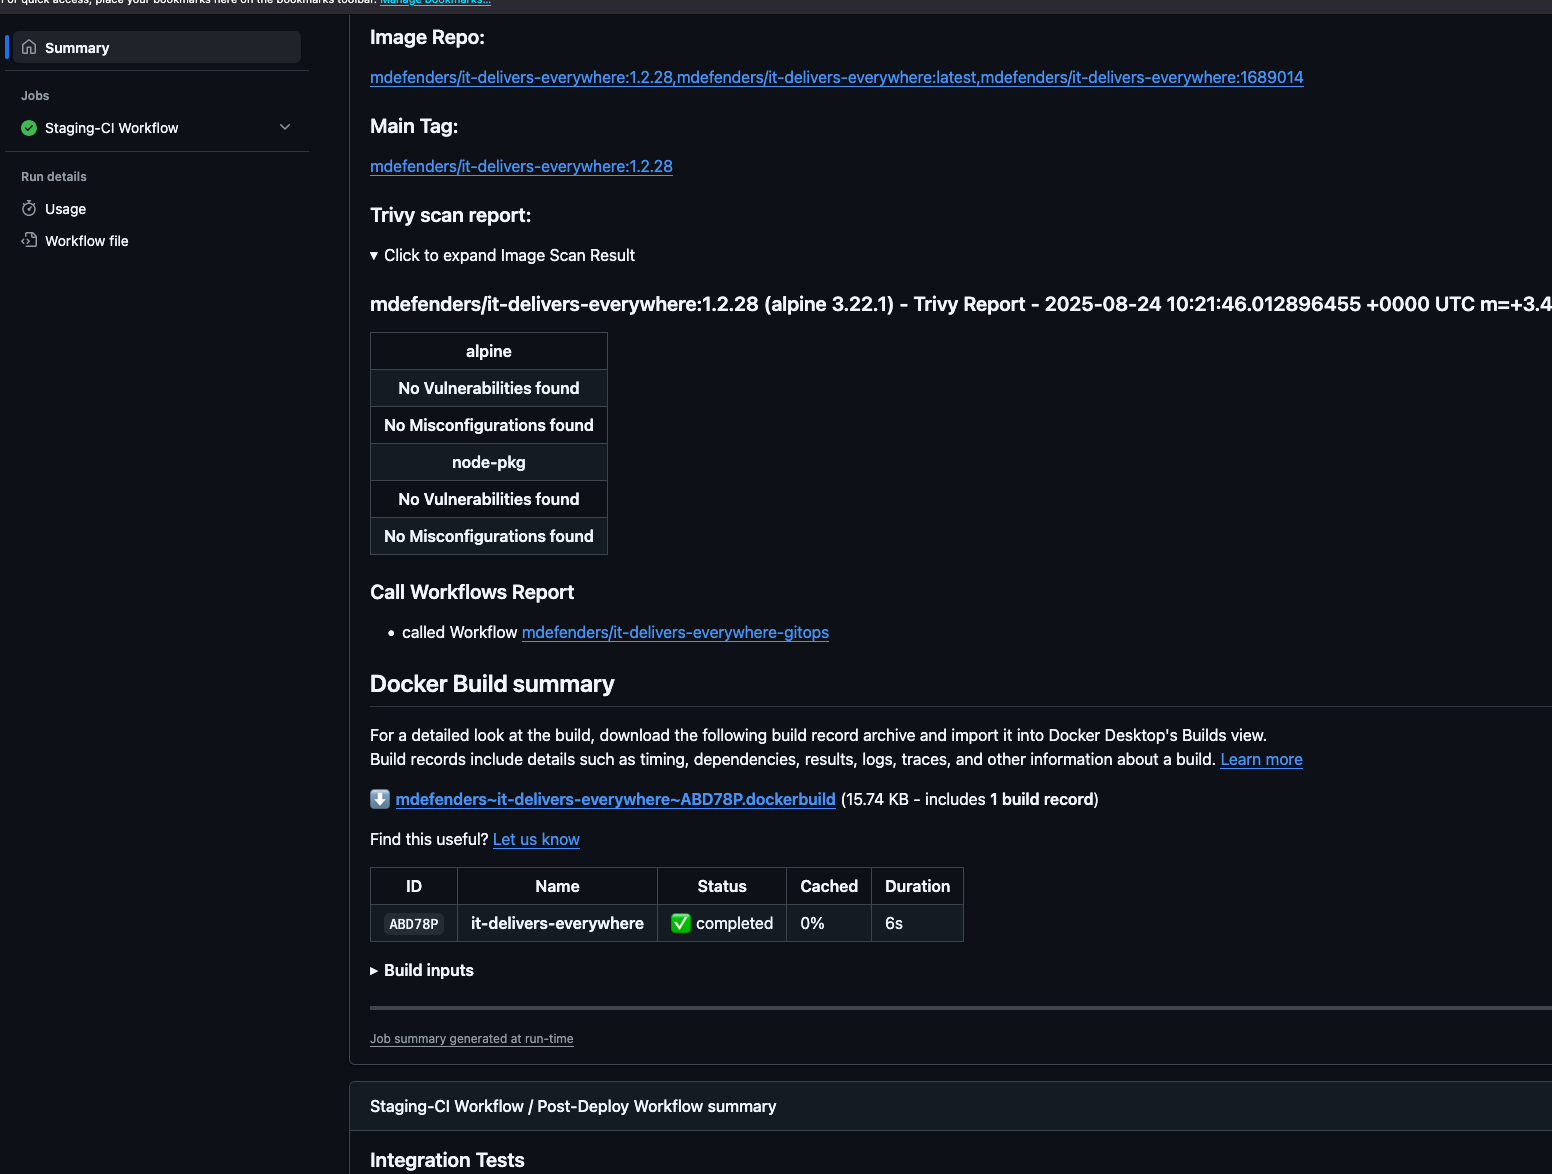 For quick access, place your bookmarks here on the bookmarks toolbar. Manage bookmarks...
Summary
Jobs
Staging-CI Workflow
Run details
Usage
Workflow file
Image Repo:
mdefenders/it-delivers-everywhere:1.2.28,mdefenders/it-delivers-everywhere:latest,mdefenders/it-delivers-everywhere:1689014
Main Tag:
mdefenders/it-delivers-everywhere:1.2.28
Trivy scan report:
▾ Click to expand Image Scan Result
mdefenders/it-delivers-everywhere:1.2.28 (alpine 3.22.1) - Trivy Report - 2025-08-24 10:21:46.012896455 +0000 UTC m=+3.4
alpine
No Vulnerabilities found
No Misconfigurations found
node-pkg
No Vulnerabilities found
No Misconfigurations found
Call Workflows Report
• called Workflow mdefenders/it-delivers-everywhere-gitops
Docker Build summary
For a detailed look at the build, download the following build record archive and import it into Docker Desktop's Builds view.
Build records include details such as timing, dependencies, results, logs, traces, and other information about a build. Learn more
mdefenders~it-delivers-everywhere~ABD78P.dockerbuild (15.74 KB - includes 1 build record)
Find this useful? Let us know
ID Name Status Cached Duration
ABD78P it-delivers-everywhere ✅ completed 0% 6s
▸ Build inputs
Job summary generated at run-time
Staging-CI Workflow / Post-Deploy Workflow summary
Integration Tests